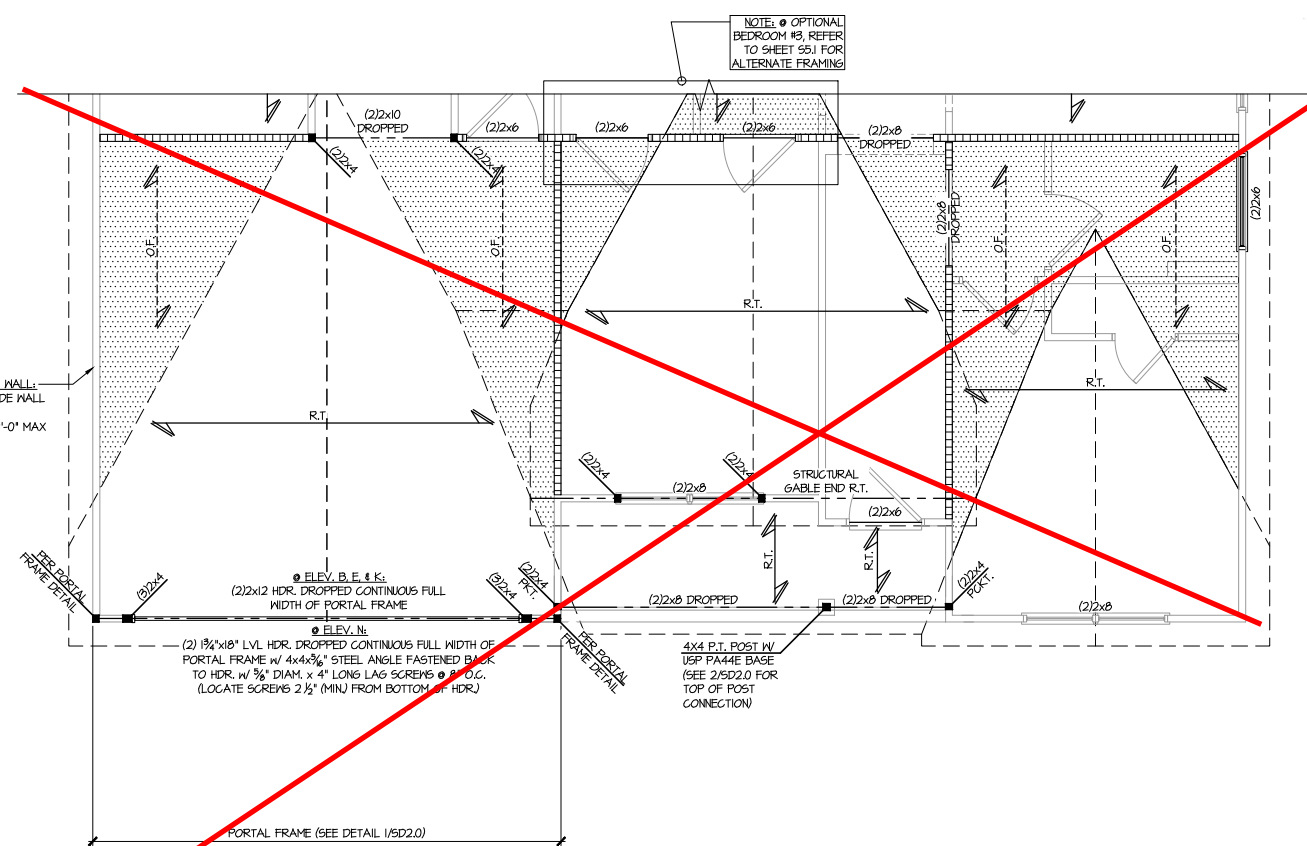 NOTE: @ OPTIONAL
BEDROOM #3, REFER
TO SHEET S5.1 FOR
ALTERNATE FRAMING
(2)2x10
DROPPED
(2)2x6
(2)2x6
(2)2x6
(2)2x8
DROPPED
(2)2x4
(2)2x4
(2)2x8
DROPPED
(2)2x6
O.F.
O.F.
O.F.
O.F.
R.T.
R.T.
R.T.
WALL:
DE WALL
'-0" MAX
(2)2x4
(2)2x8
(2)2x4
STRUCTURAL
GABLE END R.T.
(2)2x6
R.T.
R.T.
PER PORTAL
FRAME DETAIL
(3)2x4
@ ELEV. B, E, & K:
(2)2x12 HDR. DROPPED CONTINUOUS FULL
WIDTH OF PORTAL FRAME
(3)2x4
(2)2x4
PKT.
(2)2x8 DROPPED
(2)2x8 DROPPED
(2)2x4
PCKT.
(2)2x8
@ ELEV. N:
(2) 1¾"x18" LVL HDR. DROPPED CONTINUOUS FULL WIDTH OF
PORTAL FRAME W/ 4x4x5/16" STEEL ANGLE FASTENED BACK
TO HDR. W/ 5/8" DIAM. x 4" LONG LAG SCREWS @ 8" O.C.
(LOCATE SCREWS 2 ½" (MIN.) FROM BOTTOM OF HDR.)
PER PORTAL
FRAME DETAIL
4X4 P.T. POST W/
USP PA44E BASE
(SEE 2/SD2.0 FOR
TOP OF POST
CONNECTION)
PORTAL FRAME (SEE DETAIL 1/SD2.0)